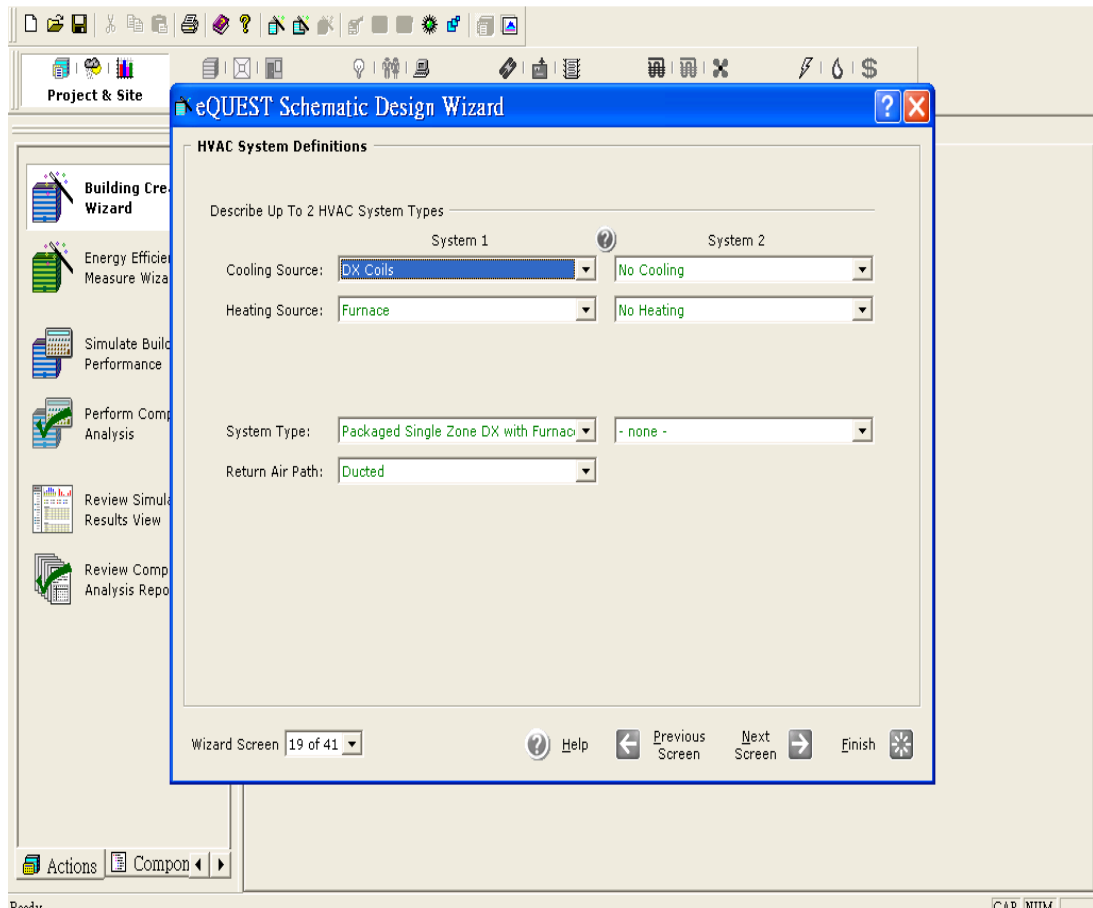 Project & Site
eQUEST Schematic Design Wizard
HVAC System Definitions
Building Cre
Wizard
Energy Efficie
Measure Wiza
Simulate Build
Performance
Perform Comp
Analysis
Review Simula
Results View
Review Comp
Analysis Repo
Describe Up To 2 HVAC System Types
System 1
System 2
Cooling Source:
DX Coils
No Cooling
Heating Source:
Furnace
No Heating
System Type:
Packaged Single Zone DX with Furnac
- none -
Return Air Path:
Ducted
Wizard Screen
19 of 41
Help
Previous
Screen
Next
Screen
Finish
Actions
Compon
Ready
CAP NUM